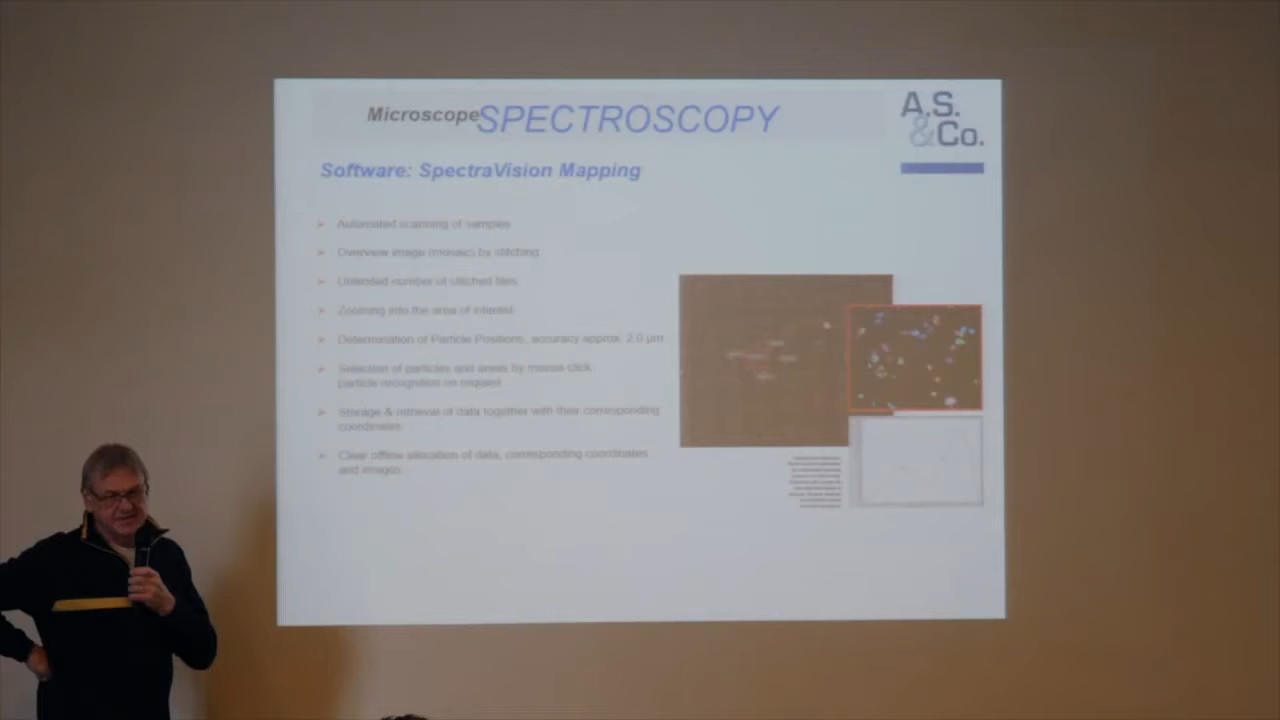 MicroscopeSPECTROSCOPY
A.S.
&Co.
Software: SpectraVision Mapping
➢ Automated scanning of samples
➢ Overview image (mosaic) by stitching
➢ Unlimited number of stitched tiles
➢ Zooming into the area of interest
➢ Determination of Particle Positions, accuracy approx. 2.0 µm
➢ Selection of particles and areas by mouse click,
particle recognition on request
➢ Storage & retrieval of data together with their corresponding
coordinates
➢ Clear offline allocation of data, corresponding coordinates
and images